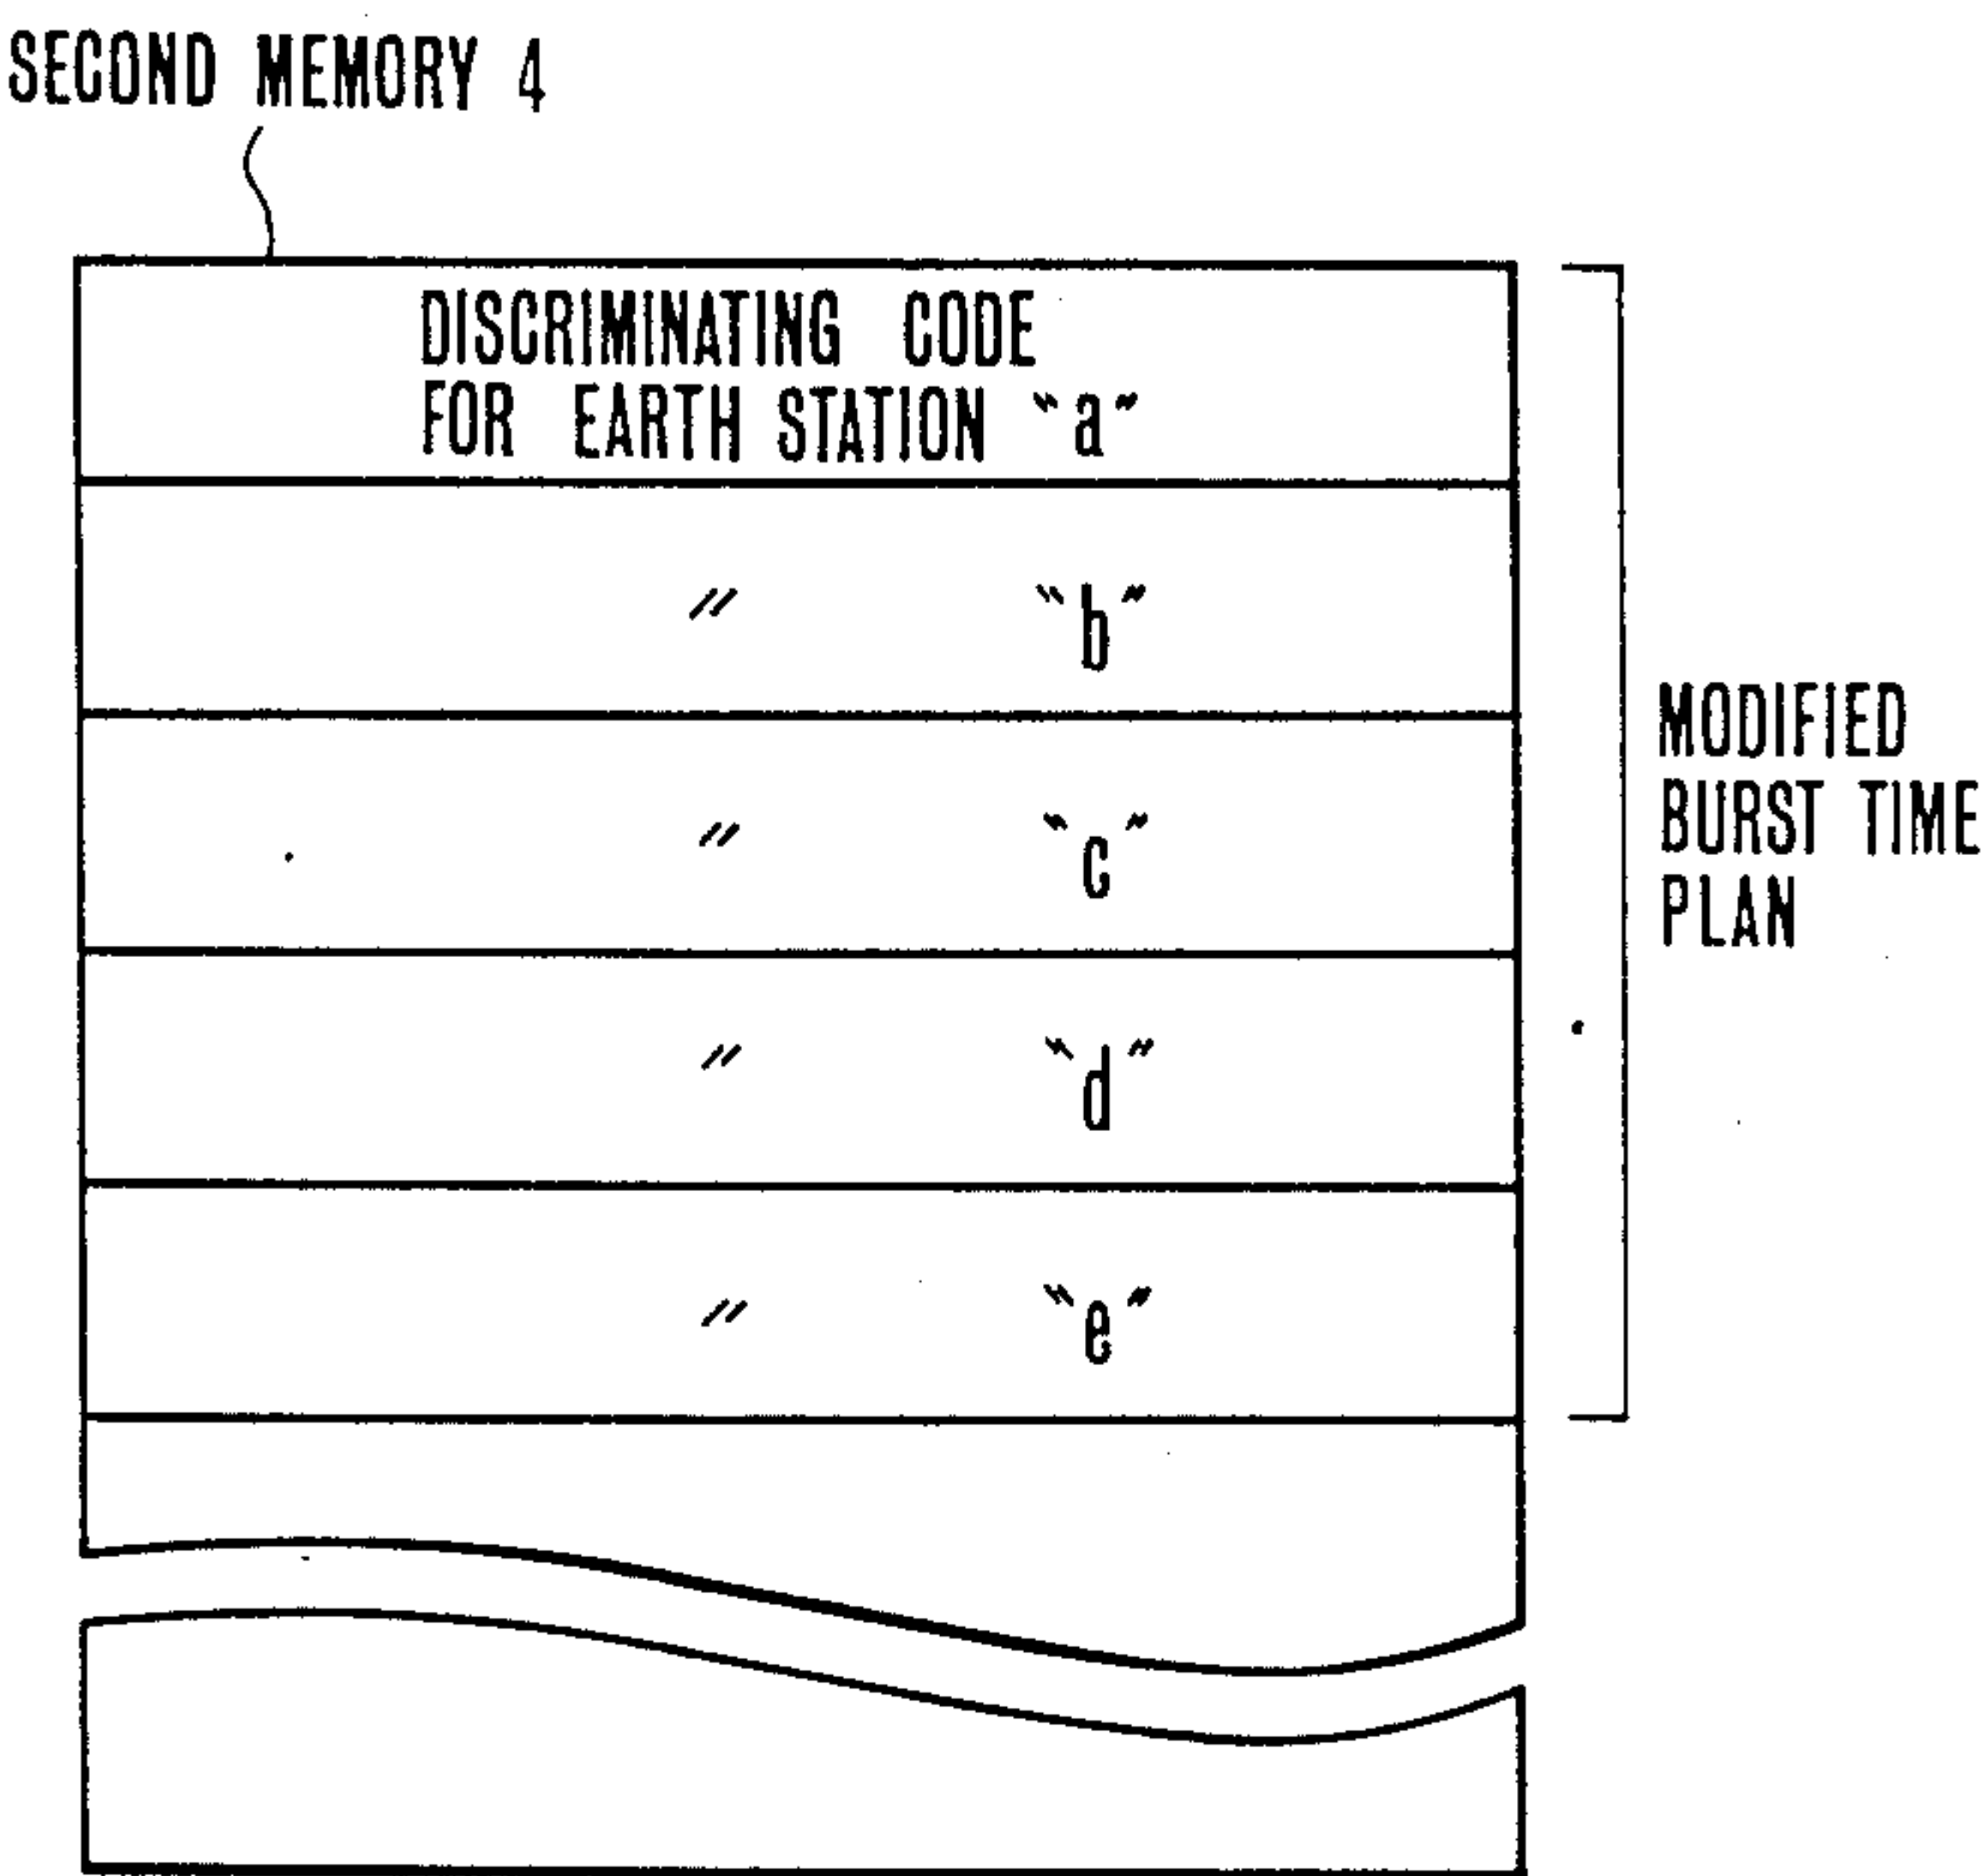 SECOND MEMORY 4
DISCRIMINATING CODE
FOR EARTH STATION "a"
〃 "b"
〃 "c"
〃 "d"
〃 "e"
MODIFIED
BURST TIME
PLAN